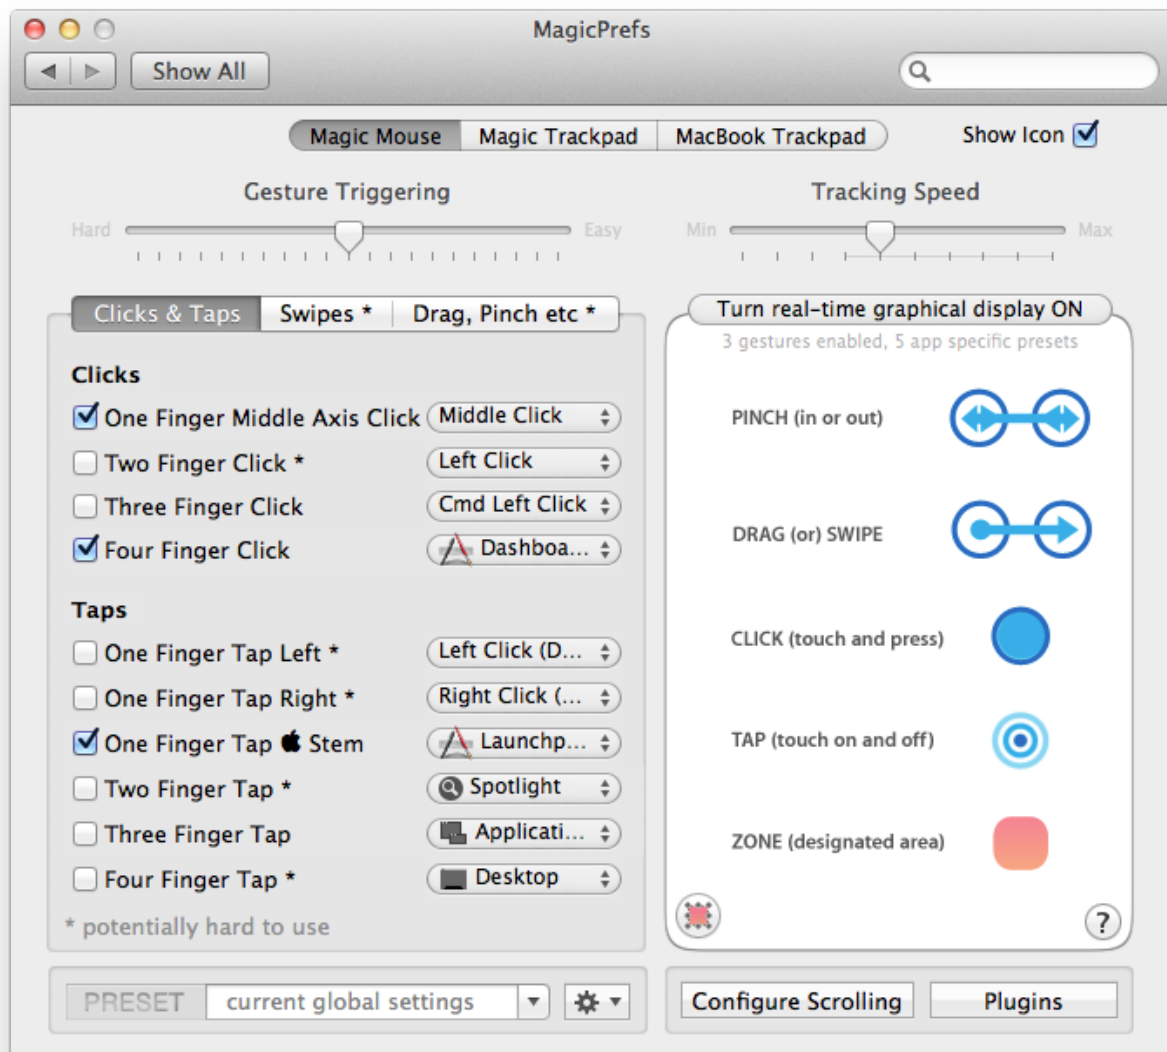 MagicPrefs
Show All
Magic Mouse Magic Trackpad MacBook Trackpad Show Icon
Gesture Triggering
Hard Easy
Tracking Speed
Min Max
Clicks & Taps Swipes * Drag, Pinch etc *
Clicks
One Finger Middle Axis Click Middle Click
Two Finger Click * Left Click
Three Finger Click Cmd Left Click
Four Finger Click Dashboa...
Taps
One Finger Tap Left * Left Click (D...
One Finger Tap Right * Right Click (...
One Finger Tap Stem Launchp...
Two Finger Tap * Spotlight
Three Finger Tap Applicati...
Four Finger Tap * Desktop
* potentially hard to use
Turn real-time graphical display ON
3 gestures enabled, 5 app specific presets
PINCH (in or out)
DRAG (or) SWIPE
CLICK (touch and press)
TAP (touch on and off)
ZONE (designated area)
?
PRESET current global settings
Configure Scrolling Plugins